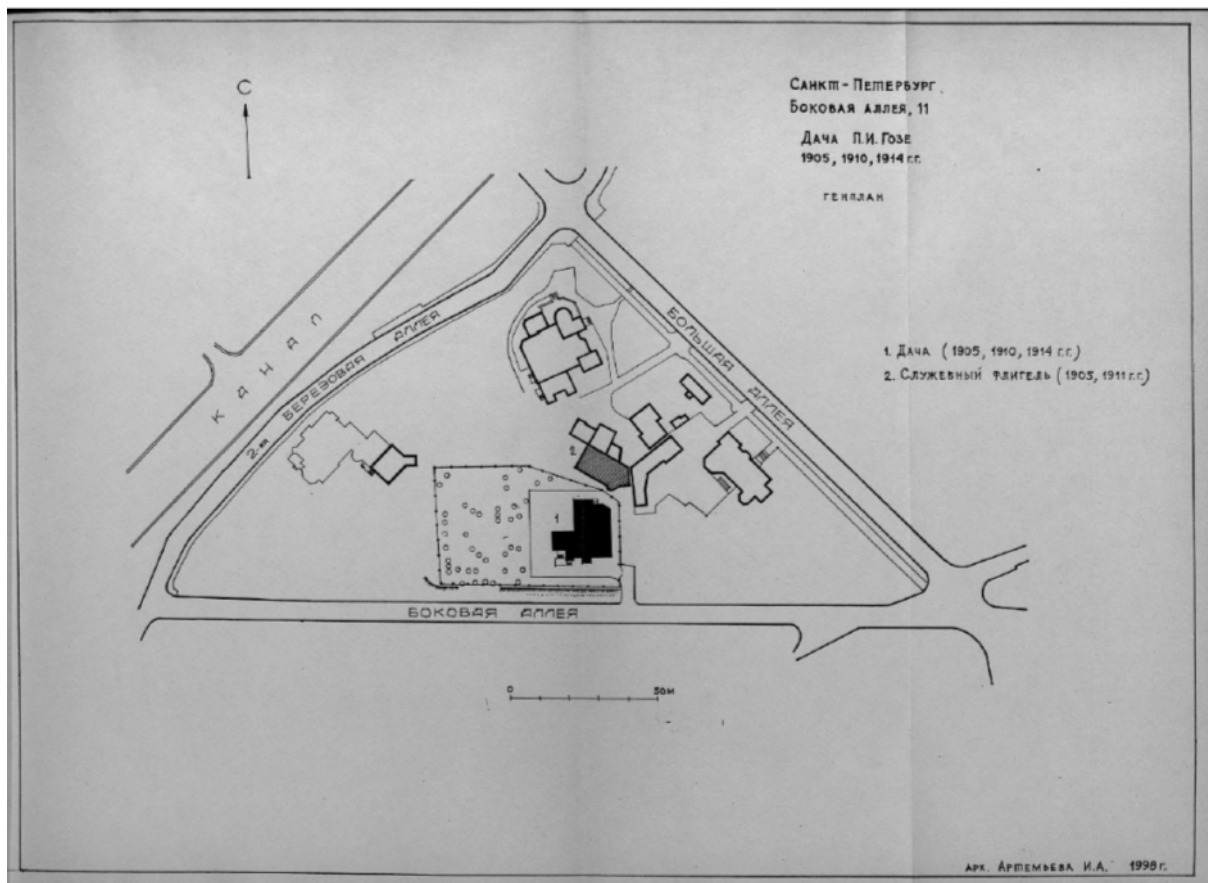 С
Санкт-Петербург
Боковая аллея, 11
Дача П.И. Гозе
1905, 1910, 1914 г.г.
генплан
КАНАЛ
2-ая БЕРЕЗОВАЯ АЛЛЕЯ
БОЛЬШАЯ АЛЛЕЯ
1. Дача (1905, 1910, 1914 г.г.)
2. Служебный флигель (1905, 1911 г.г.)
2
1
БОКОВАЯ АЛЛЕЯ
0 50м
арх. Артемьева И.А. 1998 г.